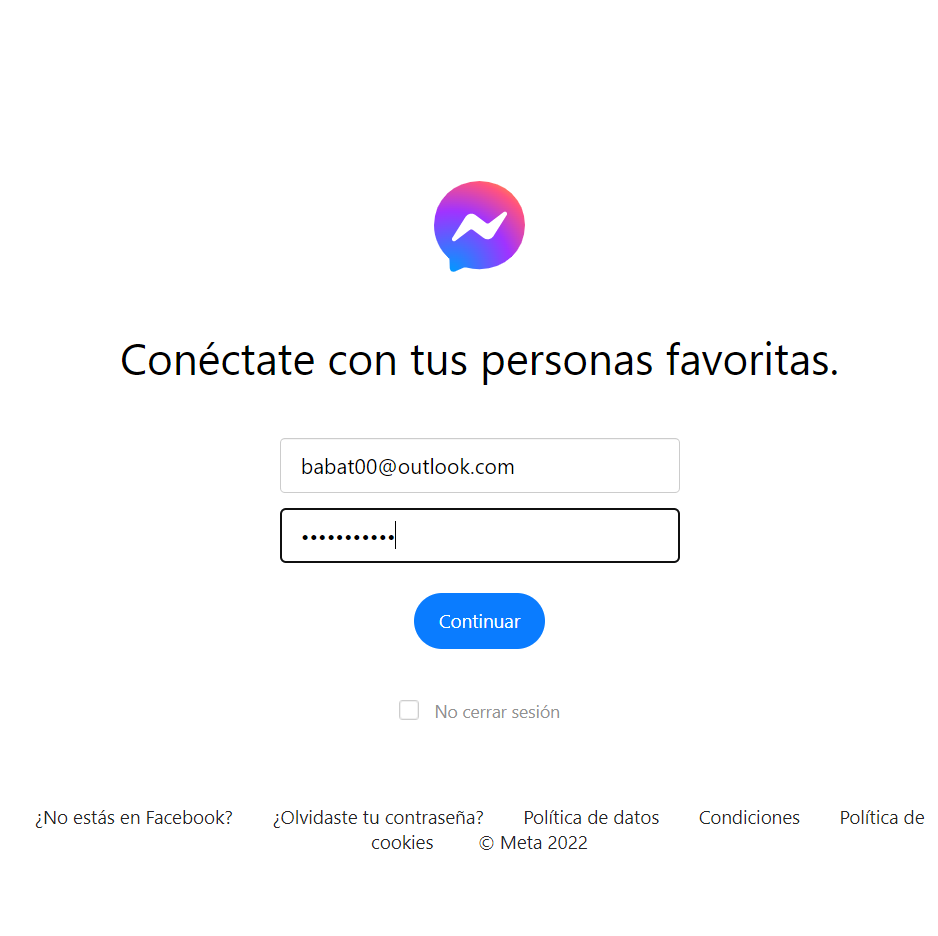 Conéctate con tus personas favoritas.
babat00@outlook.com
•••••••••••
Continuar
No cerrar sesión
¿No estás en Facebook? ¿Olvidaste tu contraseña? Política de datos Condiciones Política de
cookies © Meta 2022